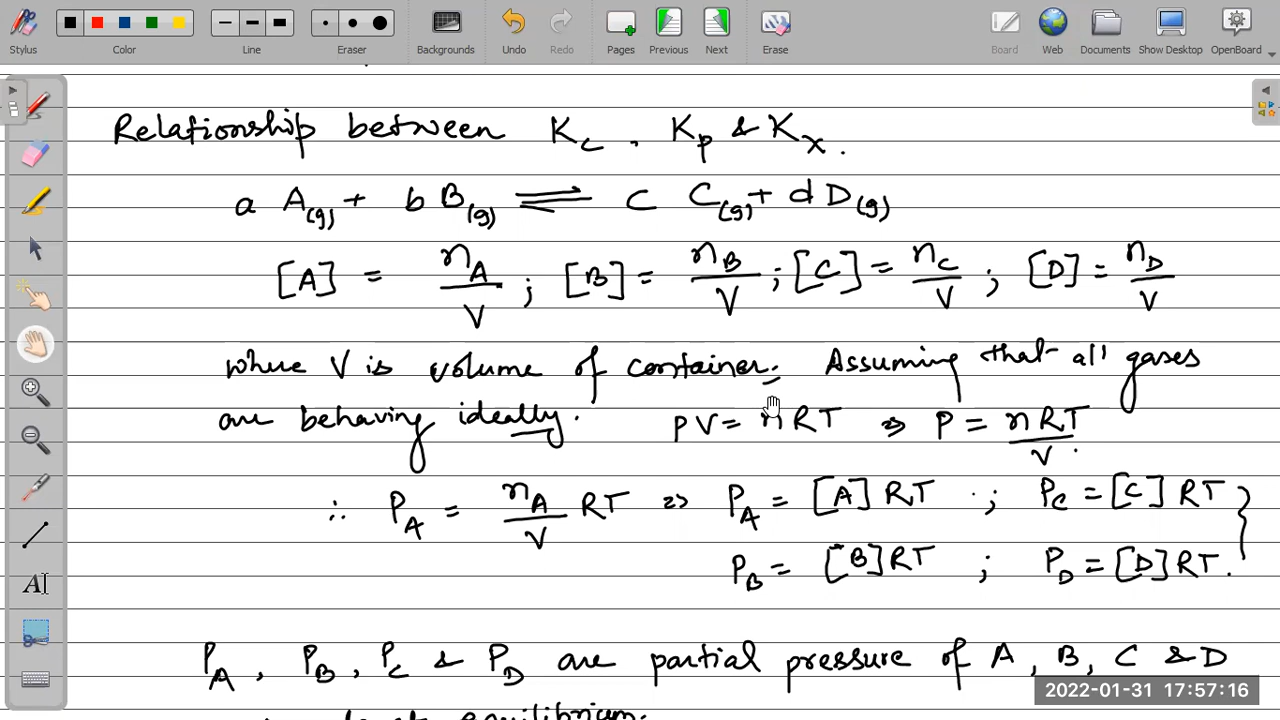 Stylus Color Line Eraser Backgrounds Undo Redo Pages Previous Next Erase Board Web Documents Show Desktop OpenBoard
Relationship between Kc, Kp & Kx.
a A(g) + b B(g) ⇌ C C(g) + d D(g)
[A] = nA/V ; [B] = nB/V ; [C] = nC/V ; [D] = nD/V
where V is volume of container. Assuming that all gases
are behaving ideally. PV = nRT ⇒ P = nRT/V.
∴ PA = nA/V RT ⇒ PA = [A] RT ; PC = [C] RT
PB = [B] RT ; PD = [D] RT.
PA, PB, PC & PD are partial pressure of A, B, C & D
at equilibrium.
2022-01-31 17:57:16